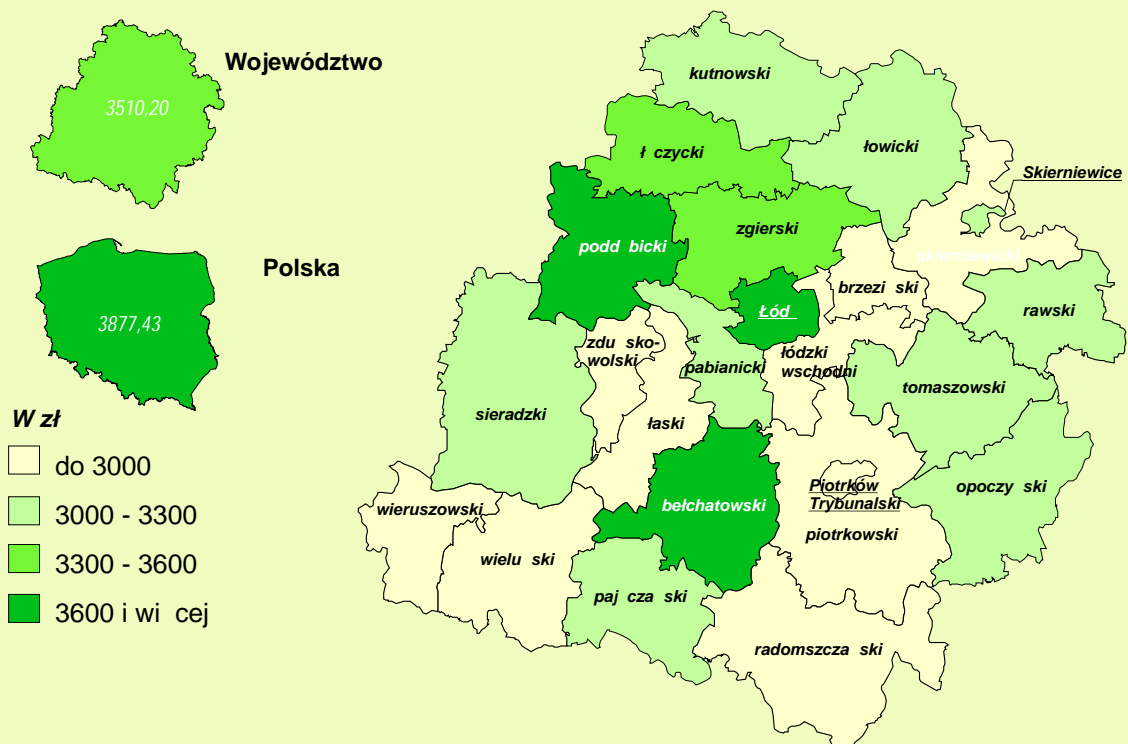 Województwo
3510,20
Polska
3877,43
W zł
do 3000
3000 - 3300
3300 - 3600
3600 i wi cej
kutnowski
ł czycki
łowicki
Skierniewice
podd bicki
zgierski
skierniewicki
brzezi ski
rawski
Łód
zdu sko-
wolski
pabianicki
łódzki
wschodni
tomaszowski
sieradzki
łaski
opoczy ski
wieruszowski
bełchatowski
Piotrków
Trybunalski
piotrkowski
wielu ski
paj cza ski
radomszcza ski